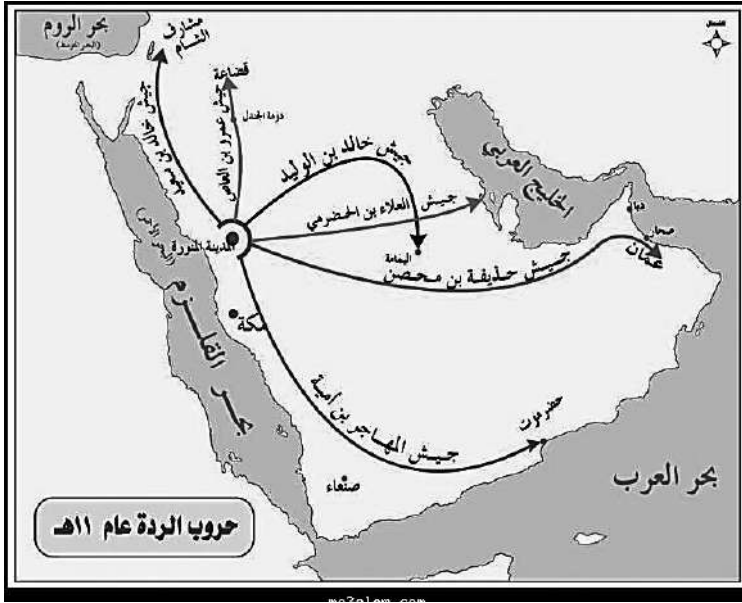 بحر الروم
(البحر المتوسط)
مشارف
الشام
الشمال
قضاعة
دومة الجندل
جيش خالد بن سعيد
جيش عمرو بن العاص
جيش خالد بن الوليد
جيش العلاء بن الحضرمي
الخليج العربي
دبا
صحار
عمان
اليمامة
المدينة المنورة
جيش حذيفة بن محصن
مكة
بحر القلزم
(البحر الأحمر)
جيش المهاجر بن أمية
حضرموت
صنعاء
بحر العرب
حروب الردة عام ١١هـ